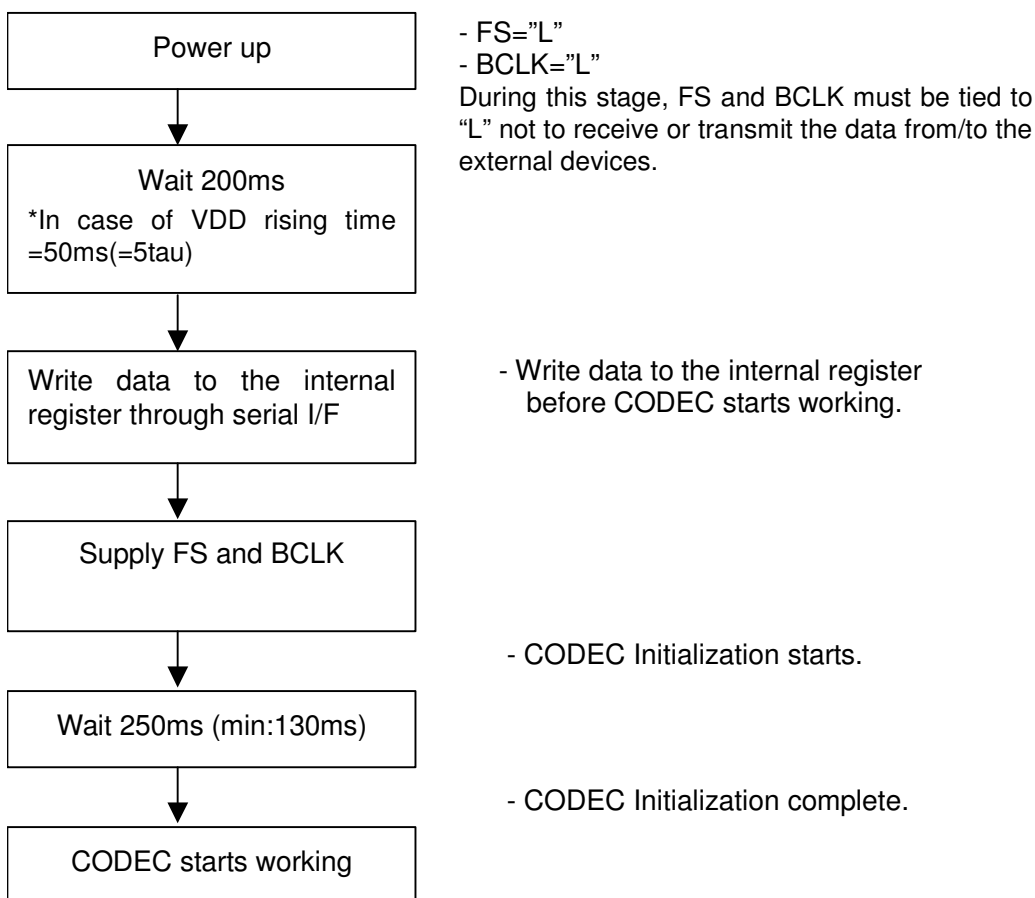 Power up
- FS=”L”
- BCLK=”L”
During this stage, FS and BCLK must be tied to
“L” not to receive or transmit the data from/to the
external devices.
Wait 200ms
*In case of VDD rising time
=50ms(=5tau)
Write data to the internal
register through serial I/F
- Write data to the internal register
before CODEC starts working.
Supply FS and BCLK
- CODEC Initialization starts.
Wait 250ms (min:130ms)
- CODEC Initialization complete.
CODEC starts working